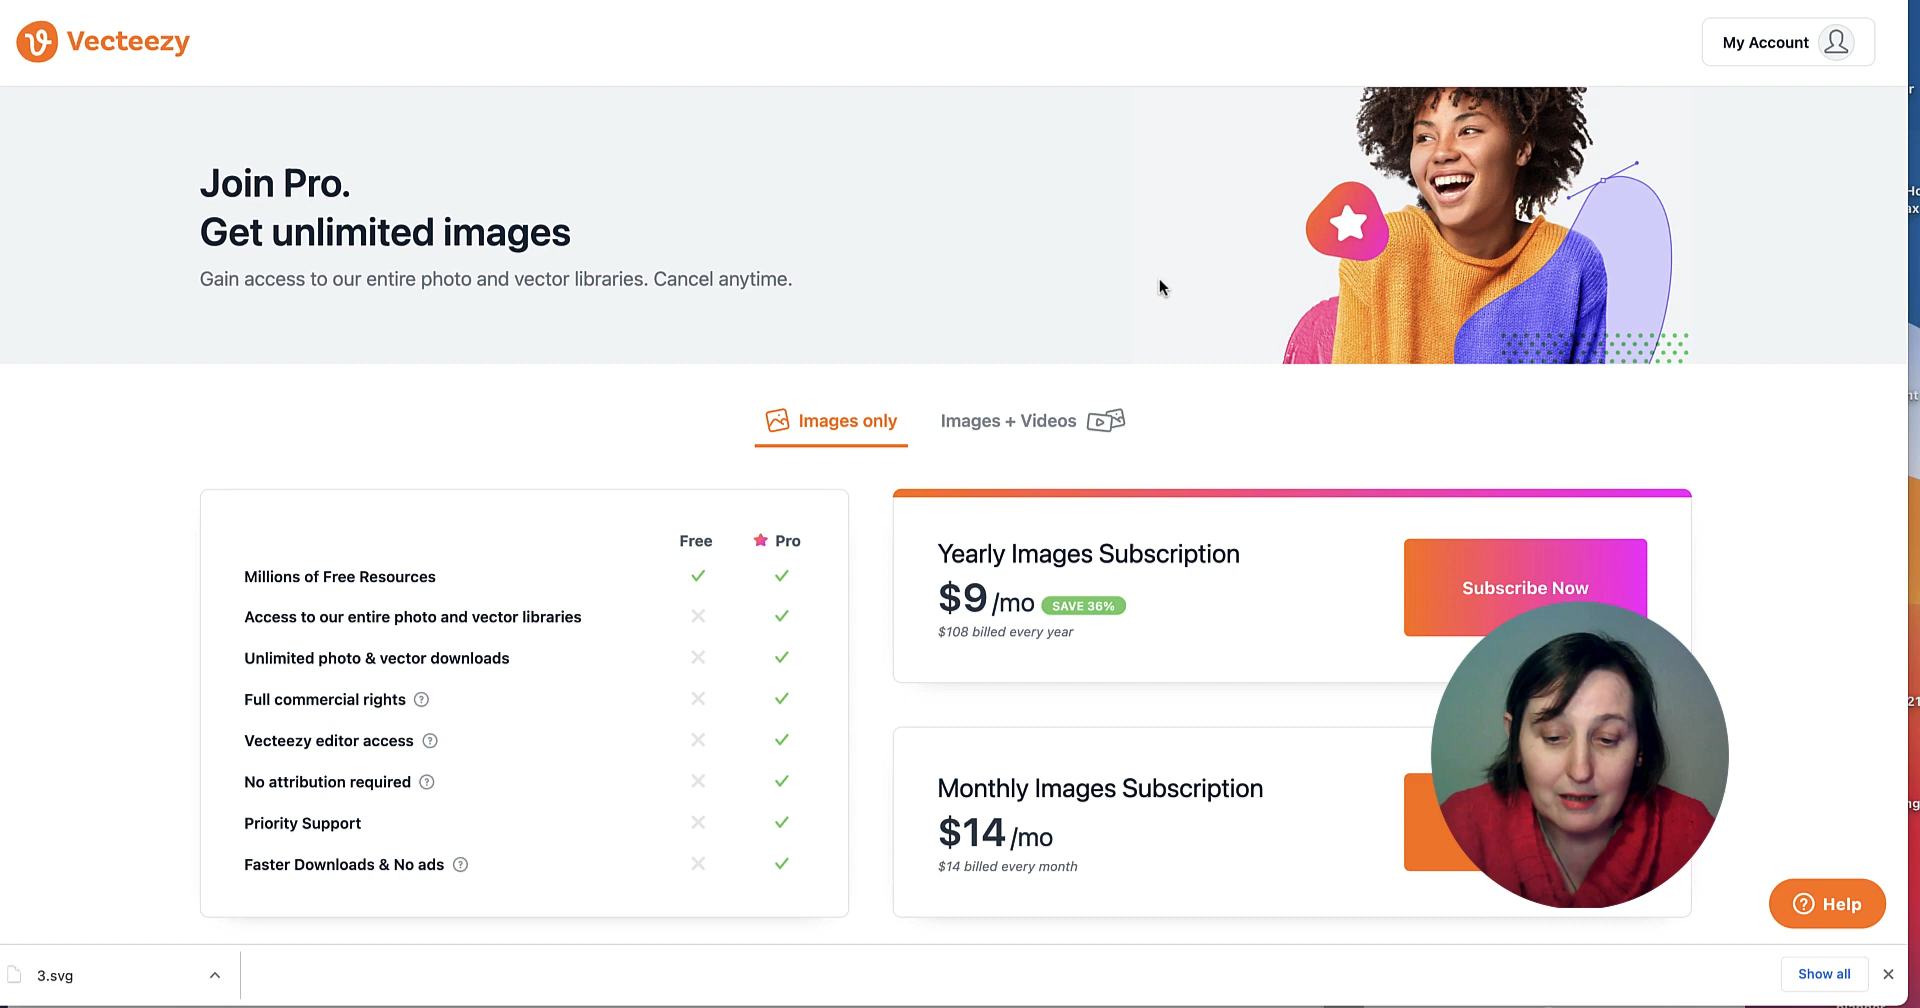 Vecteezy
My Account
Join Pro.
Get unlimited images
Gain access to our entire photo and vector libraries. Cancel anytime.
Images only
Images + Videos
Free
Pro
Millions of Free Resources
Access to our entire photo and vector libraries
Unlimited photo & vector downloads
Full commercial rights ?
Vecteezy editor access ?
No attribution required ?
Priority Support
Faster Downloads & No ads ?
Yearly Images Subscription
$9/mo SAVE 36%
$108 billed every year
Subscribe Now
Monthly Images Subscription
$14/mo
$14 billed every month
? Help
3.svg
Show all